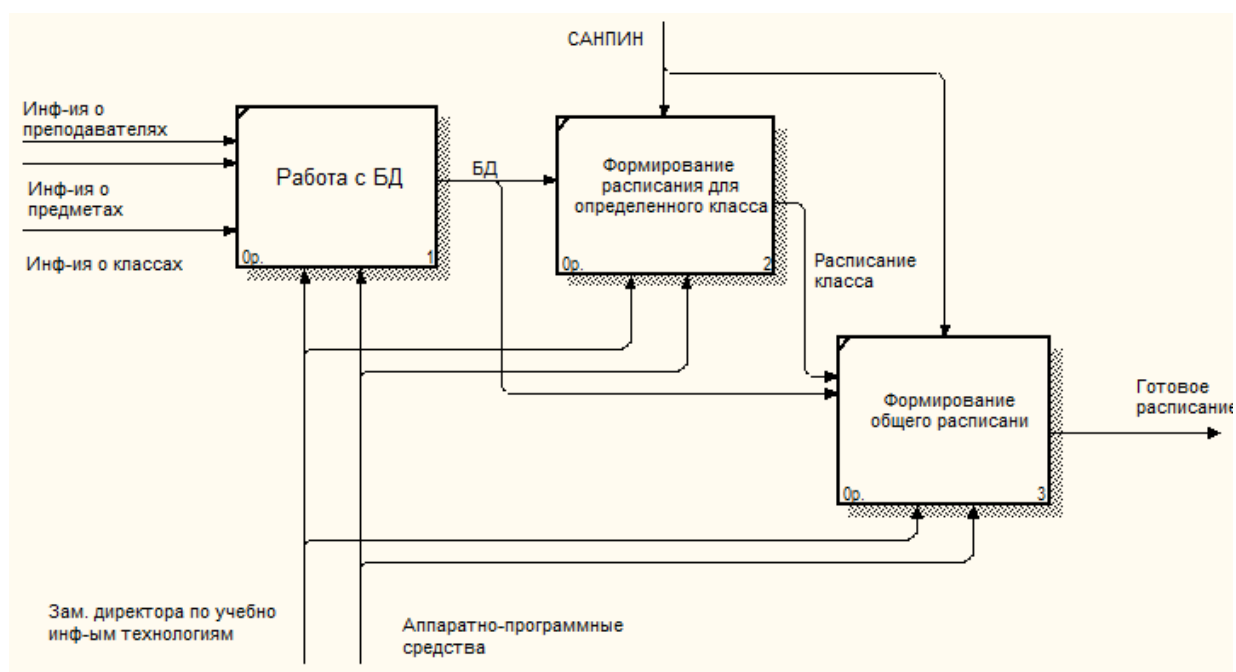 САНПИН
Инф-ия о
преподавателях
Инф-ия о
предметах
Инф-ия о классах
Работа с БД
0р.
1
БД
Формирование
расписания для
определенного класса
0р.
2
Расписание
класса
Формирование
общего расписани
0р.
3
Готовое
расписание
Зам. директора по учебно
инф-ым технологиям
Аппаратно-программные
средства